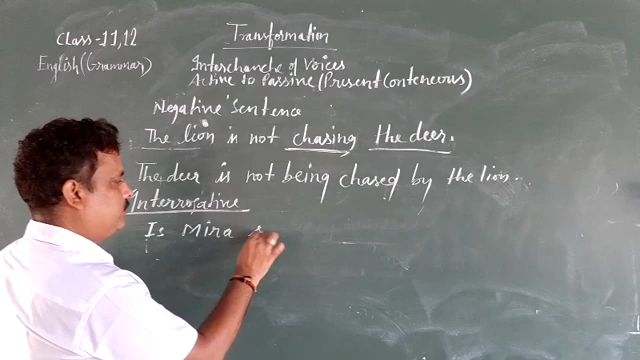 Class-11,12
Transformation
English (Grammar)
Interchange of Voices
Active to Passive (Present Conteneous)
Negative Sentence
The lion is not chasing the deer.
The deer is not being chased by the lion.
Interrogative
Is Mira